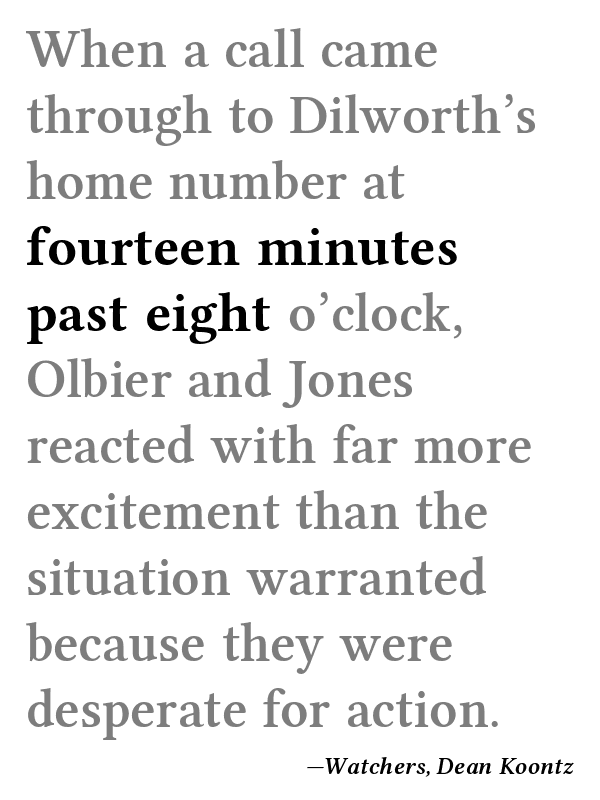 When a call came
through to Dilworth’s
home number at
fourteen minutes
past eight o’clock,
Olbier and Jones
reacted with far more
excitement than the
situation warranted
because they were
desperate for action.
—Watchers, Dean Koontz